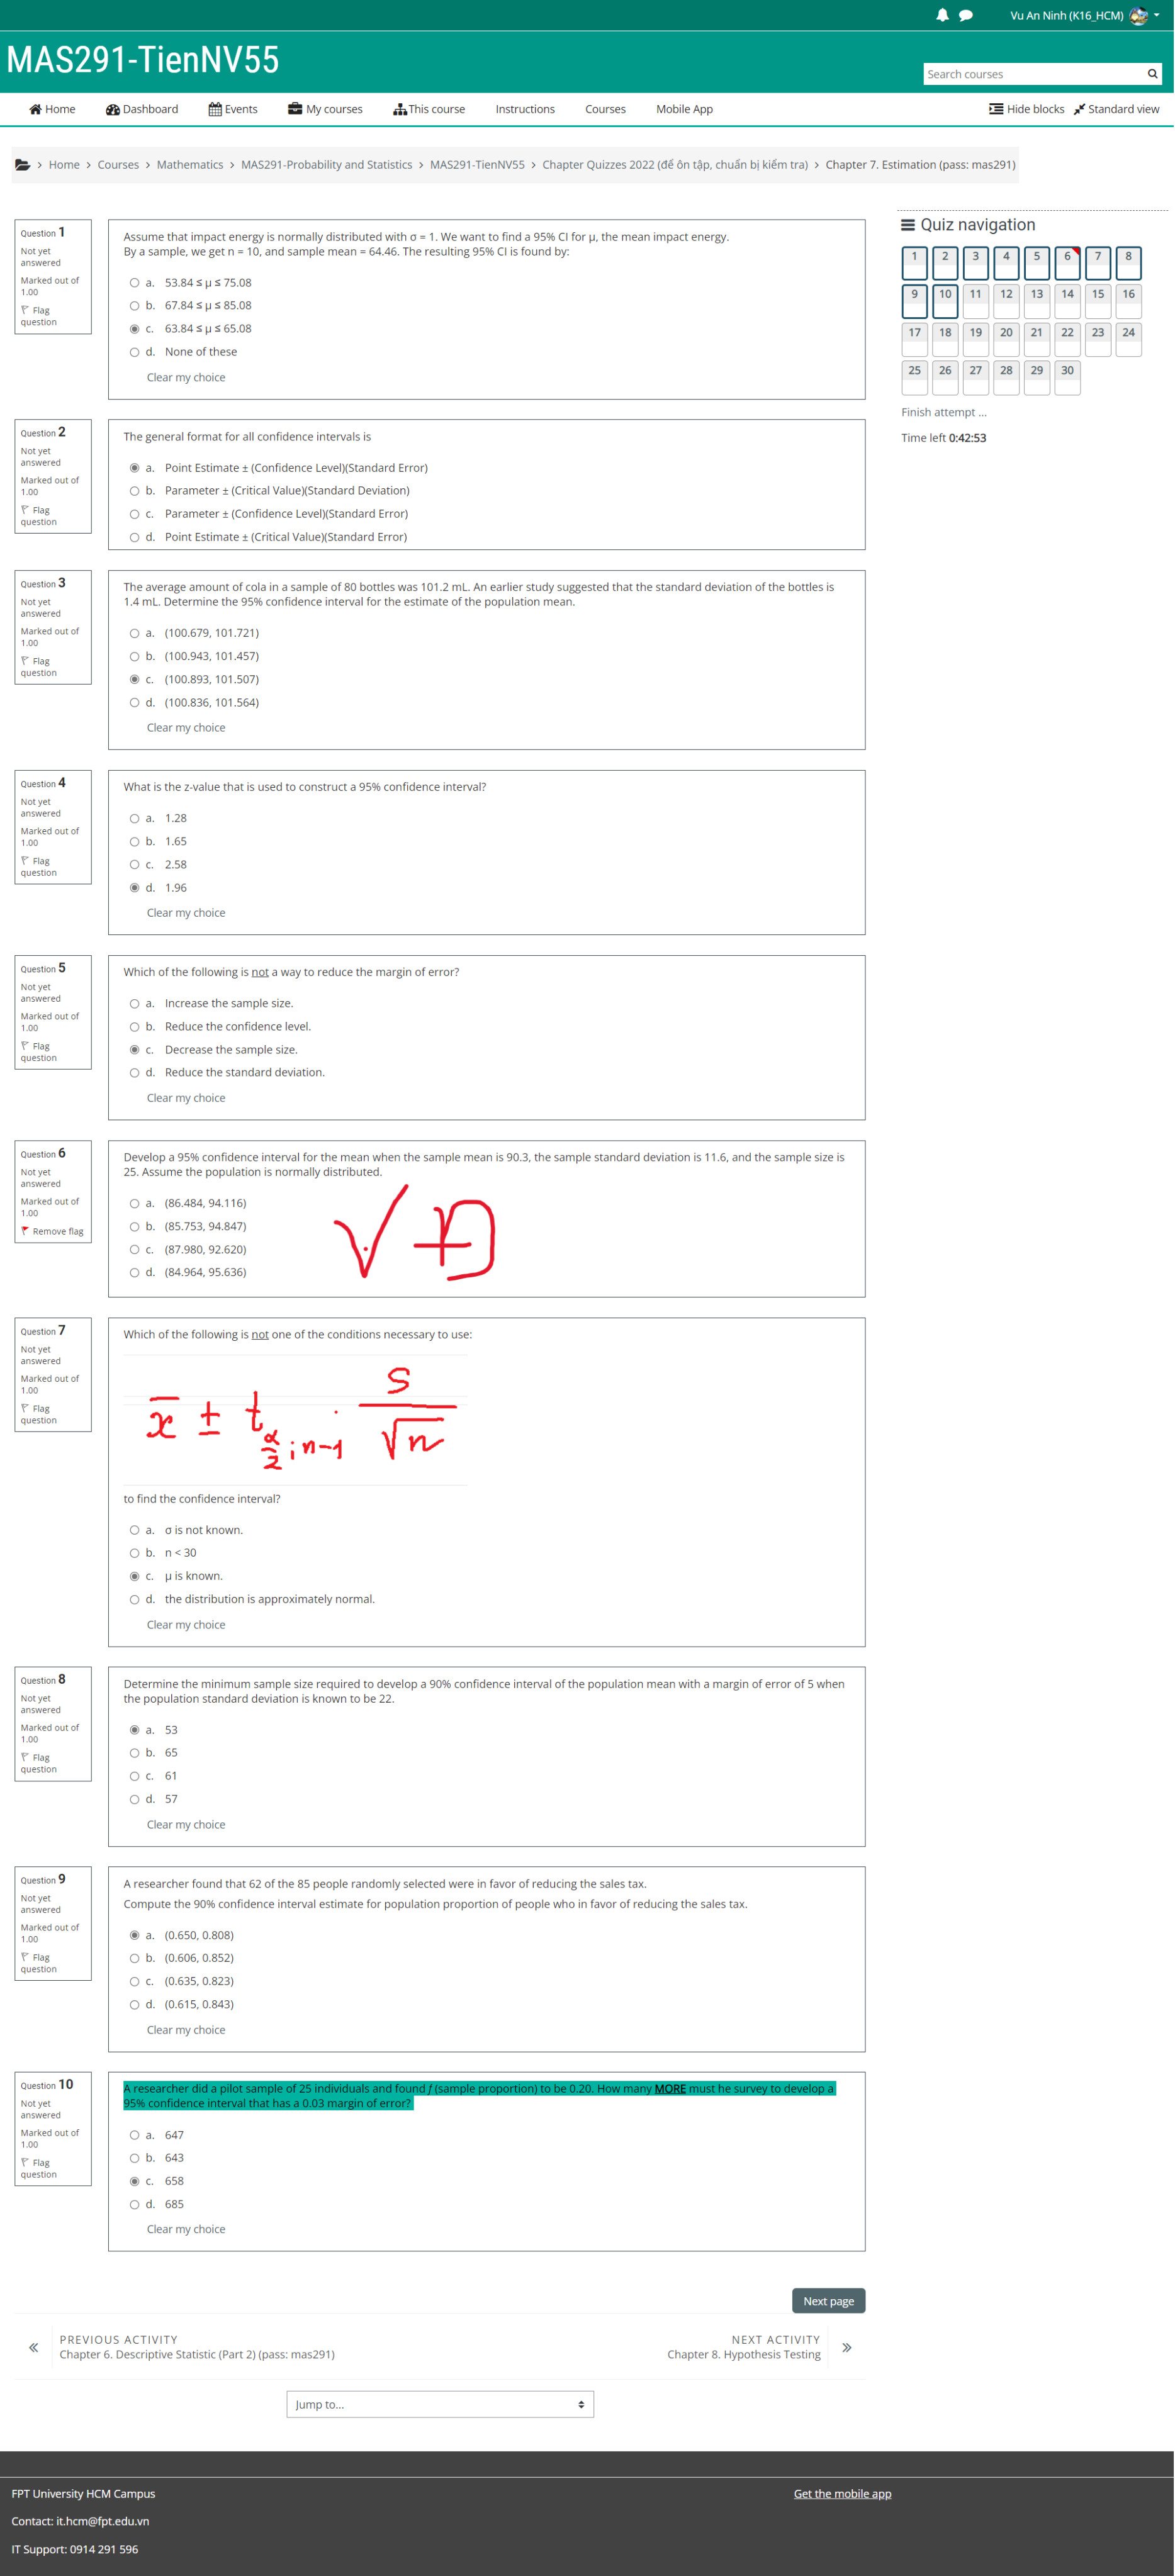 Vu An Ninh (K16_HCM)
MAS291-TienNV55
Search courses
Home Dashboard Events My courses This course Instructions Courses Mobile App Hide blocks Standard view
Home > Courses > Mathematics > MAS291-Probability and Statistics > MAS291-TienNV55 > Chapter Quizzes 2022 (để ôn tập, chuẩn bị kiểm tra) > Chapter 7. Estimation (pass: mas291)
Question 1
Not yet
answered
Marked out of
1.00
Flag
question
Assume that impact energy is normally distributed with σ = 1. We want to find a 95% CI for μ, the mean impact energy.
By a sample, we get n = 10, and sample mean = 64.46. The resulting 95% CI is found by:
a. 53.84 ≤ μ ≤ 75.08
b. 67.84 ≤ μ ≤ 85.08
c. 63.84 ≤ μ ≤ 65.08
d. None of these
Clear my choice
Question 2
Not yet
answered
Marked out of
1.00
Flag
question
The general format for all confidence intervals is
a. Point Estimate ± (Confidence Level)(Standard Error)
b. Parameter ± (Critical Value)(Standard Deviation)
c. Parameter ± (Confidence Level)(Standard Error)
d. Point Estimate ± (Critical Value)(Standard Error)
Question 3
Not yet
answered
Marked out of
1.00
Flag
question
The average amount of cola in a sample of 80 bottles was 101.2 mL. An earlier study suggested that the standard deviation of the bottles is
1.4 mL. Determine the 95% confidence interval for the estimate of the population mean.
a. (100.679, 101.721)
b. (100.943, 101.457)
c. (100.893, 101.507)
d. (100.836, 101.564)
Clear my choice
Question 4
Not yet
answered
Marked out of
1.00
Flag
question
What is the z-value that is used to construct a 95% confidence interval?
a. 1.28
b. 1.65
c. 2.58
d. 1.96
Clear my choice
Question 5
Not yet
answered
Marked out of
1.00
Flag
question
Which of the following is not a way to reduce the margin of error?
a. Increase the sample size.
b. Reduce the confidence level.
c. Decrease the sample size.
d. Reduce the standard deviation.
Clear my choice
Question 6
Not yet
answered
Marked out of
1.00
Remove flag
Develop a 95% confidence interval for the mean when the sample mean is 90.3, the sample standard deviation is 11.6, and the sample size is
25. Assume the population is normally distributed.
a. (86.484, 94.116)
b. (85.753, 94.847)
c. (87.980, 92.620)
d. (84.964, 95.636)
VĐ
Question 7
Not yet
answered
Marked out of
1.00
Flag
question
Which of the following is not one of the conditions necessary to use:
x̄ ± t α/2 ; n-1 · s/√n
to find the confidence interval?
a. σ is not known.
b. n < 30
c. μ is known.
d. the distribution is approximately normal.
Clear my choice
Question 8
Not yet
answered
Marked out of
1.00
Flag
question
Determine the minimum sample size required to develop a 90% confidence interval of the population mean with a margin of error of 5 when
the population standard deviation is known to be 22.
a. 53
b. 65
c. 61
d. 57
Clear my choice
Question 9
Not yet
answered
Marked out of
1.00
Flag
question
A researcher found that 62 of the 85 people randomly selected were in favor of reducing the sales tax.
Compute the 90% confidence interval estimate for population proportion of people who in favor of reducing the sales tax.
a. (0.650, 0.808)
b. (0.606, 0.852)
c. (0.635, 0.823)
d. (0.615, 0.843)
Clear my choice
Question 10
Not yet
answered
Marked out of
1.00
Flag
question
A researcher did a pilot sample of 25 individuals and found f (sample proportion) to be 0.20. How many MORE must he survey to develop a
95% confidence interval that has a 0.03 margin of error?
a. 647
b. 643
c. 658
d. 685
Clear my choice
Next page
Quiz navigation
1 2 3 4 5 6 7 8
9 10 11 12 13 14 15 16
17 18 19 20 21 22 23 24
25 26 27 28 29 30
Finish attempt ...
Time left 0:42:53
PREVIOUS ACTIVITY
Chapter 6. Descriptive Statistic (Part 2) (pass: mas291)
NEXT ACTIVITY
Chapter 8. Hypothesis Testing
Jump to...
FPT University HCM Campus
Contact: it.hcm@fpt.edu.vn
IT Support: 0914 291 596
Get the mobile app